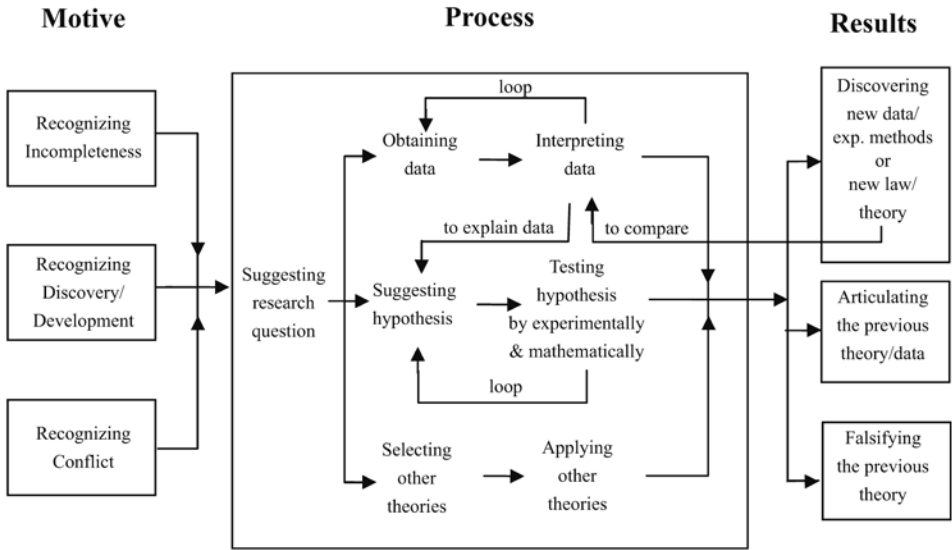 Motive
Process
Results
Recognizing
Incompleteness
Recognizing
Discovery/
Development
Recognizing
Conflict
Suggesting
research
question
loop
Obtaining
data
Interpreting
data
to explain data
to compare
Suggesting
hypothesis
Testing
hypothesis
by experimentally
& mathematically
loop
Selecting
other
theories
Applying
other
theories
Discovering
new data/
exp. methods
or
new law/
theory
Articulating
the previous
theory/data
Falsifying
the previous
theory